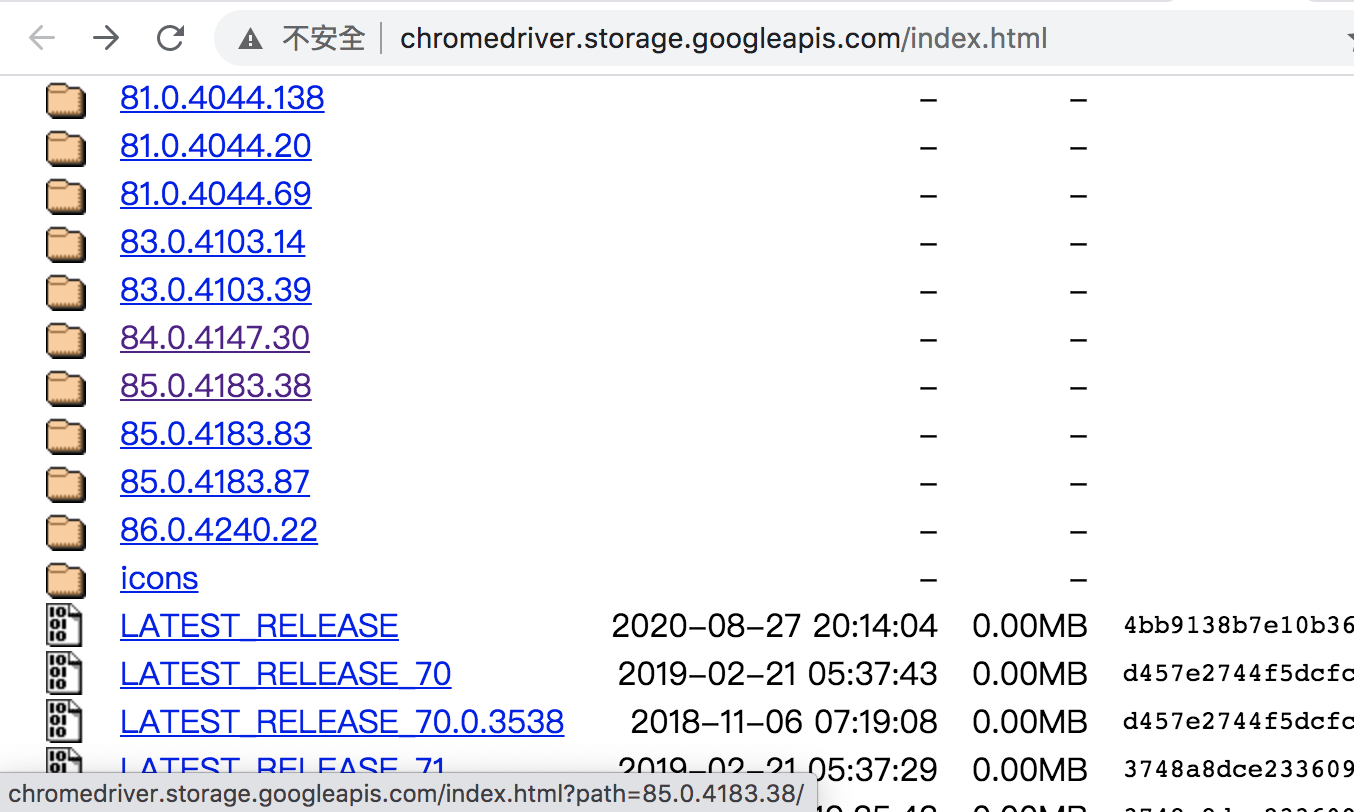 不安全 chromedriver.storage.googleapis.com/index.html
81.0.4044.138 – –
81.0.4044.20 – –
81.0.4044.69 – –
83.0.4103.14 – –
83.0.4103.39 – –
84.0.4147.30 – –
85.0.4183.38 – –
85.0.4183.83 – –
85.0.4183.87 – –
86.0.4240.22 – –
icons – –
LATEST_RELEASE 2020-08-27 20:14:04 0.00MB 4bb9138b7e10b36
LATEST_RELEASE_70 2019-02-21 05:37:43 0.00MB d457e2744f5dcfc
LATEST_RELEASE_70.0.3538 2018-11-06 07:19:08 0.00MB d457e2744f5dcfc
LATEST_RELEASE_71 2019-02-21 05:37:29 0.00MB 3748a8dce233609
chromedriver.storage.googleapis.com/index.html?path=85.0.4183.38/